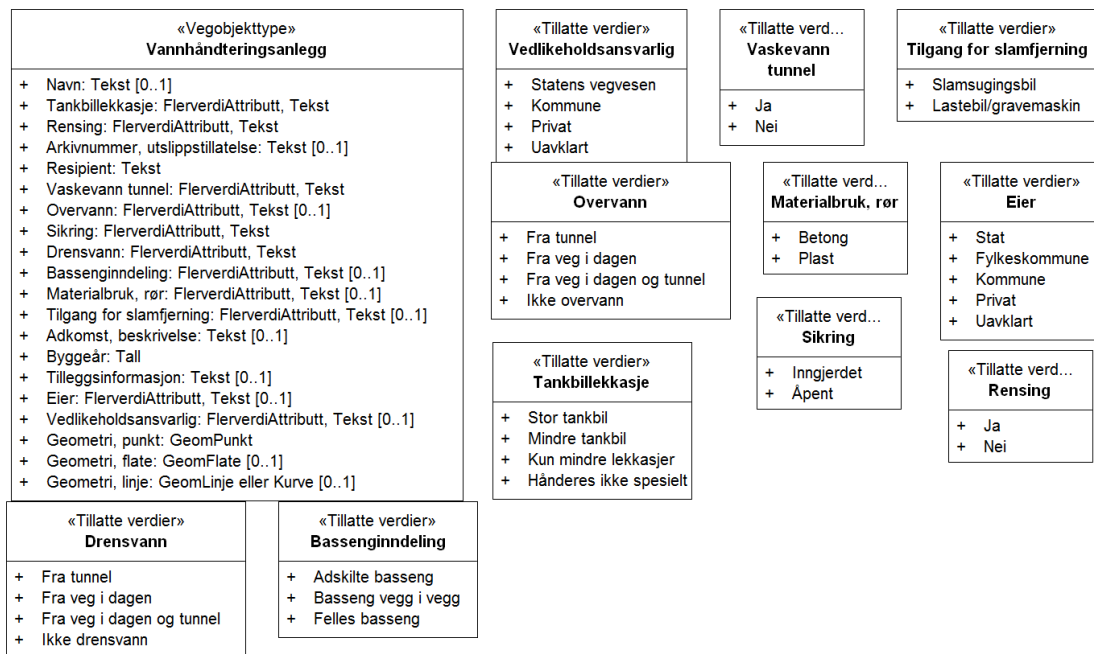 «Vegobjekttype»
Vannhåndteringsanlegg
+ Navn: Tekst [0..1]
+ Tankbillekkasje: FlerverdiAttributt, Tekst
+ Rensing: FlerverdiAttributt, Tekst
+ Arkivnummer, utslippstillatelse: Tekst [0..1]
+ Resipient: Tekst
+ Vaskevann tunnel: FlerverdiAttributt, Tekst
+ Overvann: FlerverdiAttributt, Tekst [0..1]
+ Sikring: FlerverdiAttributt, Tekst
+ Drensvann: FlerverdiAttributt, Tekst
+ Bassenginndeling: FlerverdiAttributt, Tekst [0..1]
+ Materialbruk, rør: FlerverdiAttributt, Tekst [0..1]
+ Tilgang for slamfjerning: FlerverdiAttributt, Tekst [0..1]
+ Adkomst, beskrivelse: Tekst [0..1]
+ Byggeår: Tall
+ Tilleggsinformasjon: Tekst [0..1]
+ Eier: FlerverdiAttributt, Tekst [0..1]
+ Vedlikeholdsansvarlig: FlerverdiAttributt, Tekst [0..1]
+ Geometri, punkt: GeomPunkt
+ Geometri, flate: GeomFlate [0..1]
+ Geometri, linje: GeomLinje eller Kurve [0..1]
«Tillatte verdier»
Vedlikeholdsansvarlig
+ Statens vegvesen
+ Kommune
+ Privat
+ Uavklart
«Tillatte verd...
Vaskevann
tunnel
+ Ja
+ Nei
«Tillatte verdier»
Tilgang for slamfjerning
+ Slamsugingsbil
+ Lastebil/gravemaskin
«Tillatte verdier»
Overvann
+ Fra tunnel
+ Fra veg i dagen
+ Fra veg i dagen og tunnel
+ Ikke overvann
«Tillatte verd...
Materialbruk, rør
+ Betong
+ Plast
«Tillatte verdier»
Eier
+ Stat
+ Fylkeskommune
+ Kommune
+ Privat
+ Uavklart
«Tillatte verd...
Sikring
+ Inngjerdet
+ Åpent
«Tillatte verdier»
Tankbillekkasje
+ Stor tankbil
+ Mindre tankbil
+ Kun mindre lekkasjer
+ Hånderes ikke spesielt
«Tillatte verd...
Rensing
+ Ja
+ Nei
«Tillatte verdier»
Drensvann
+ Fra tunnel
+ Fra veg i dagen
+ Fra veg i dagen og tunnel
+ Ikke drensvann
«Tillatte verdier»
Bassenginndeling
+ Adskilte basseng
+ Basseng vegg i vegg
+ Felles basseng